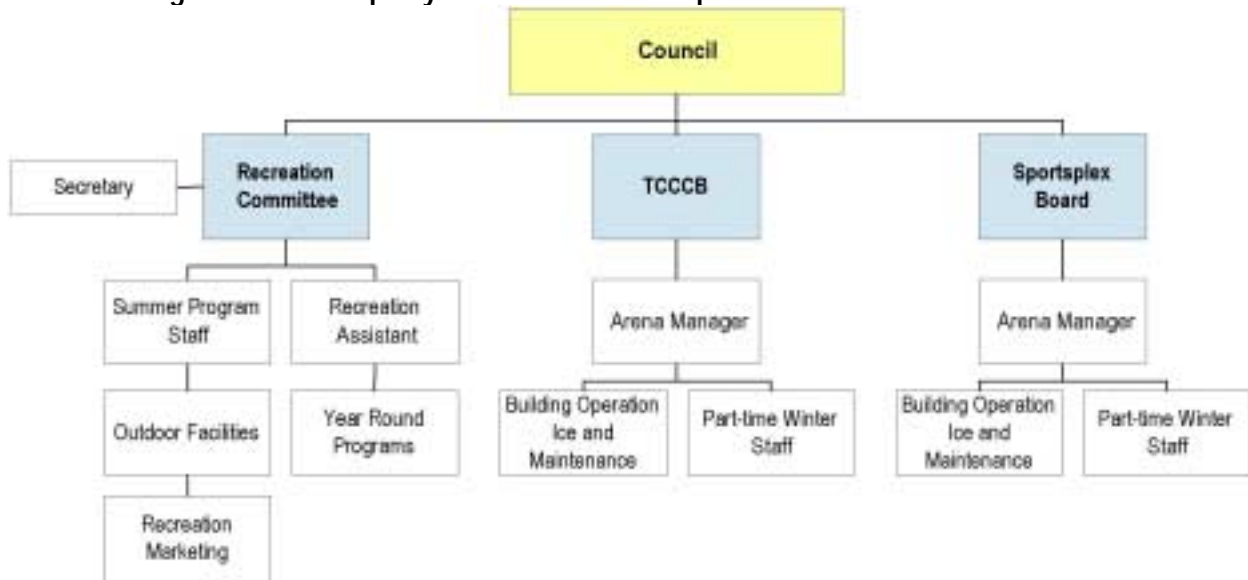 Council
Recreation
Committee
TCCCB
Sportsplex
Board
Secretary
Summer Program
Staff
Recreation
Assistant
Arena Manager
Arena Manager
Outdoor Facilities
Year Round
Programs
Building Operation
Ice and
Maintenance
Part-time Winter
Staff
Building Operation
Ice and
Maintenance
Part-time Winter
Staff
Recreation
Marketing